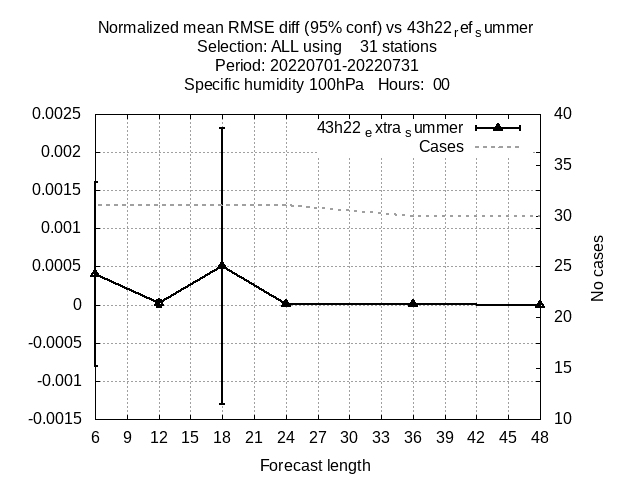 Normalized mean RMSE diff (95% conf) vs 43h22refsummer
Selection: ALL using    31 stations
Period: 20220701-20220731
Specific humidity 100hPa   Hours:  00
43h22extrasummer
Cases
0.0025
0.002
0.0015
0.001
0.0005
0
-0.0005
-0.001
-0.0015
40
35
30
25
20
15
10
No cases
6 9 12 15 18 21 24 27 30 33 36 39 42 45 48
Forecast length